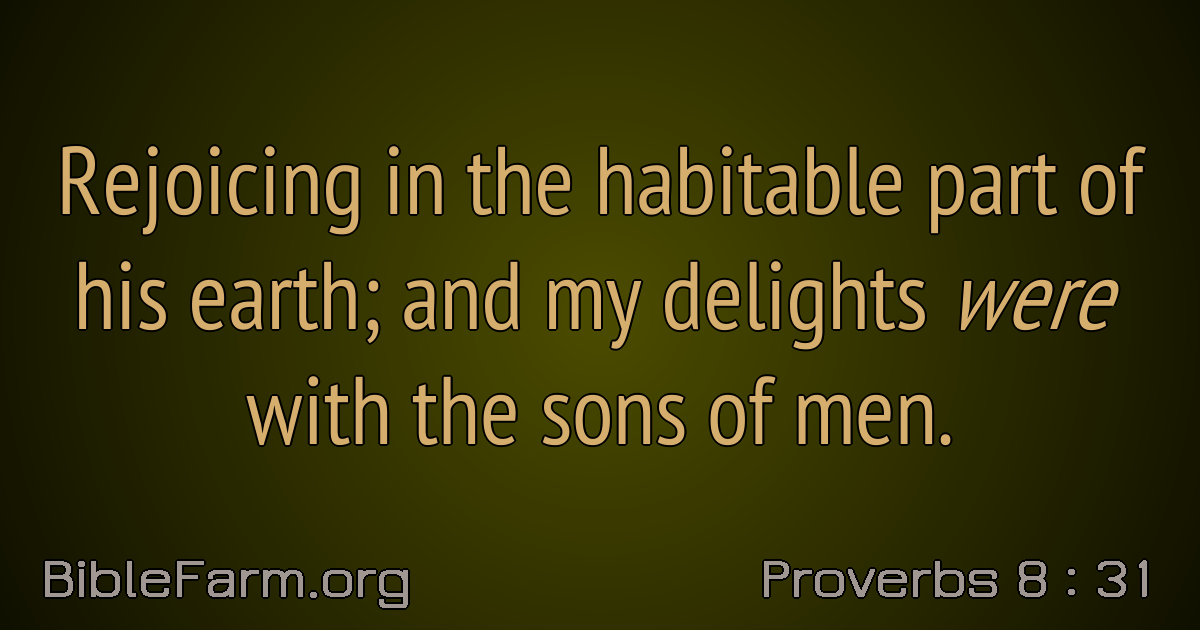 Rejoicing in the habitable part of
his earth; and my delights were
with the sons of men.
BibleFarm.org
Proverbs 8 : 31